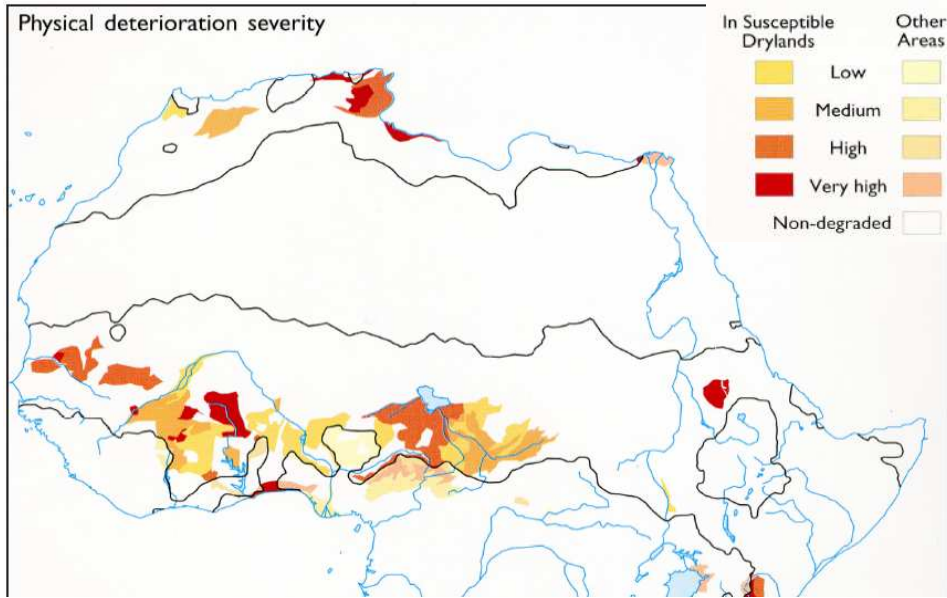 Physical deterioration severity
In Susceptible Drylands
Other Areas
Low
Medium
High
Very high
Non-degraded